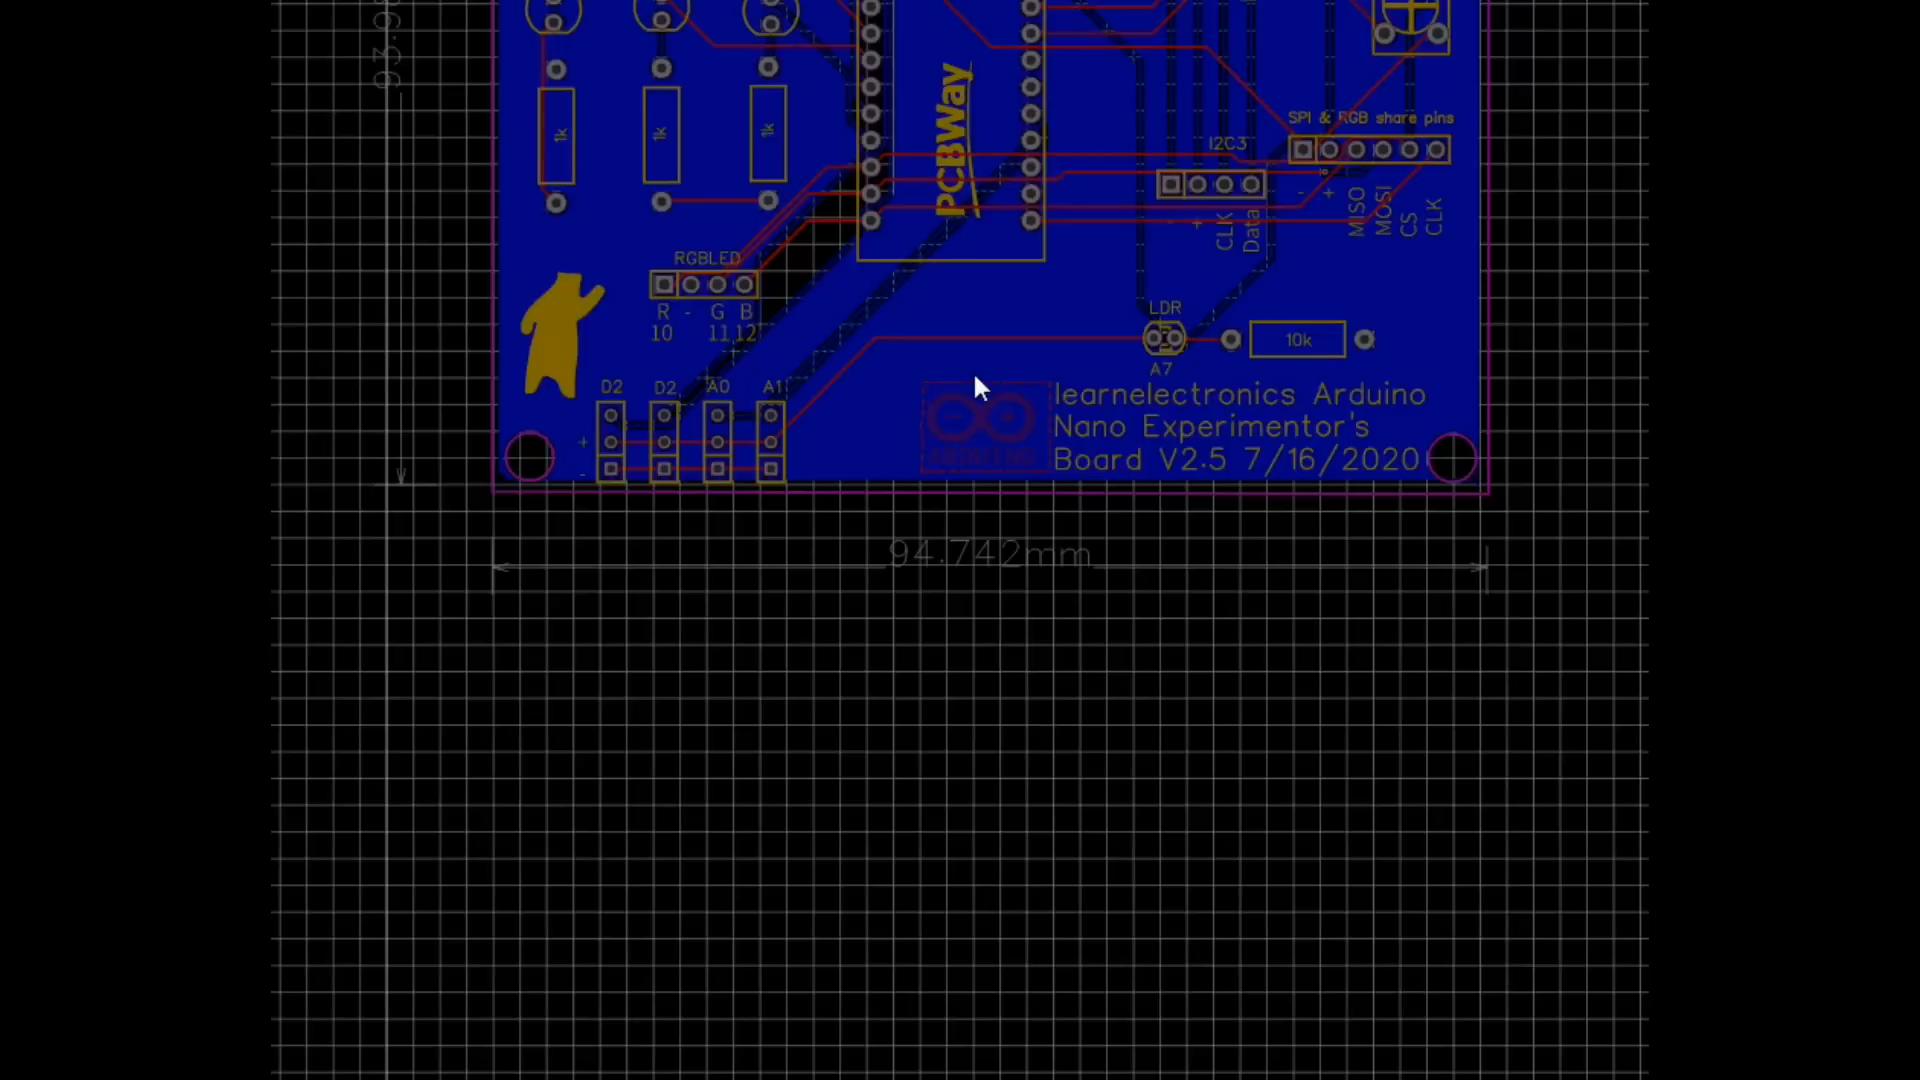 93.98
1k
1k
1k
PCBWay
SPI & RGB share pins
I2C3
- + MISO MOSI CS CLK
- + CLK Data
RGBLED
R - G B
10 11 12
LDR
10k
A7
D2 D2 A0 A1
+
-
learnelectronics Arduino
Nano Experimentor's
Board V2.5 7/16/2020
94.742mm